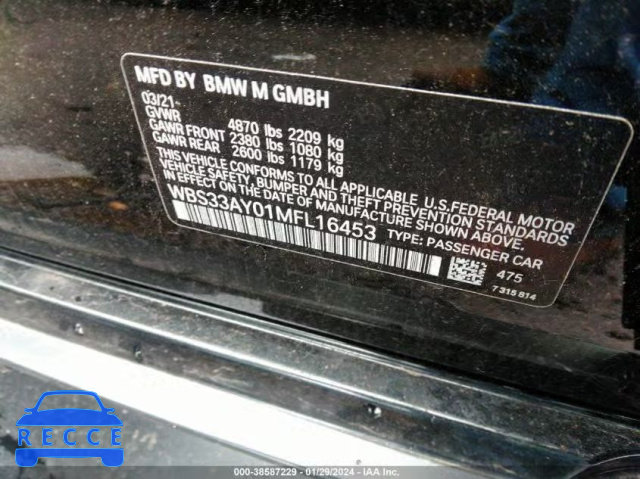 MFD BY BMW M GMBH
03/21
GVWR 4870 lbs 2209 kg
GAWR FRONT 2380 lbs 1080 kg
GAWR REAR 2600 lbs 1179 kg
THIS VEHICLE CONFORMS TO ALL APPLICABLE U.S.FEDERAL MOTOR
VEHICLE SAFETY, BUMPER AND THEFT PREVENTION STANDARDS
IN EFFECT ON THE DATE OF MANUFACTURE SHOWN ABOVE.
WBS33AY01MFL16453 TYPE: PASSENGER CAR
475
7 315 814
BID RECCE
000-38587229 - 01/29/2024 - IAA Inc.